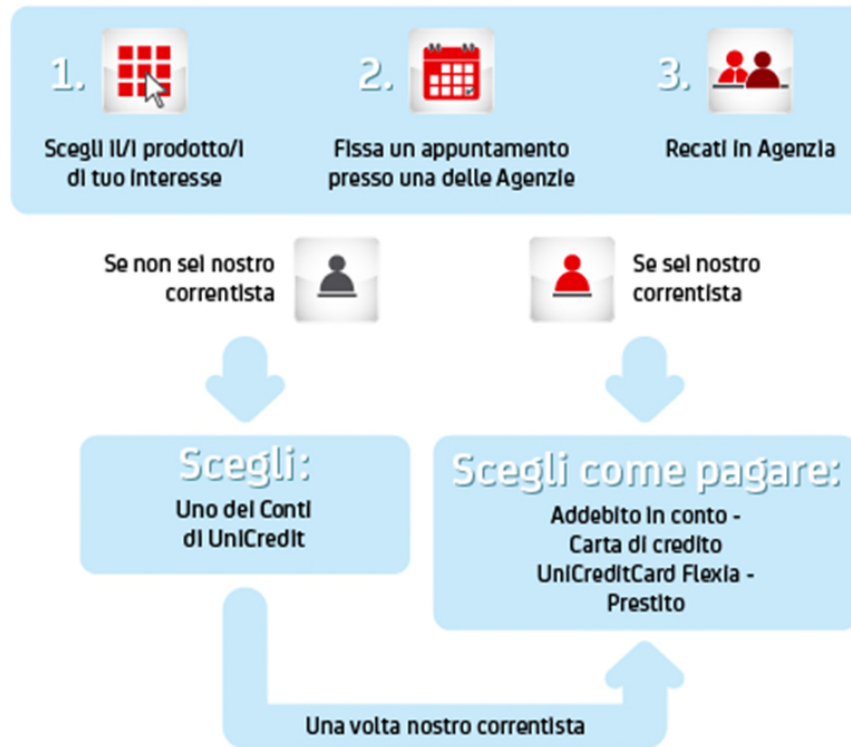 1.
Scegli il/i prodotto/i
di tuo interesse
2.
Fissa un appuntamento
presso una delle Agenzie
3.
Recati in Agenzia
Se non sei nostro
correntista
Se sei nostro
correntista
Scegli:
Uno dei Conti
di UniCredit
Scegli come pagare:
Addebito in conto -
Carta di credito
UniCreditCard Flexia -
Prestito
Una volta nostro correntista